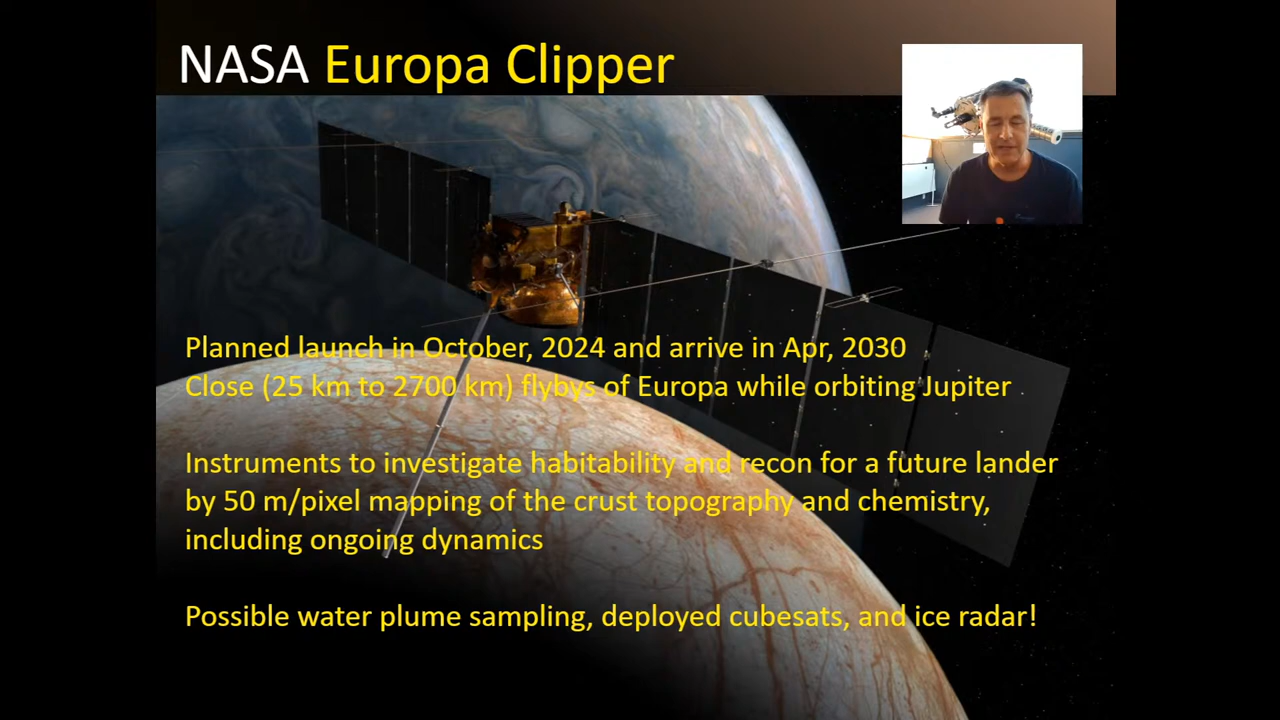 NASA Europa Clipper
Planned launch in October, 2024 and arrive in Apr, 2030
Close (25 km to 2700 km) flybys of Europa while orbiting Jupiter
Instruments to investigate habitability and recon for a future lander
by 50 m/pixel mapping of the crust topography and chemistry,
including ongoing dynamics
Possible water plume sampling, deployed cubesats, and ice radar!